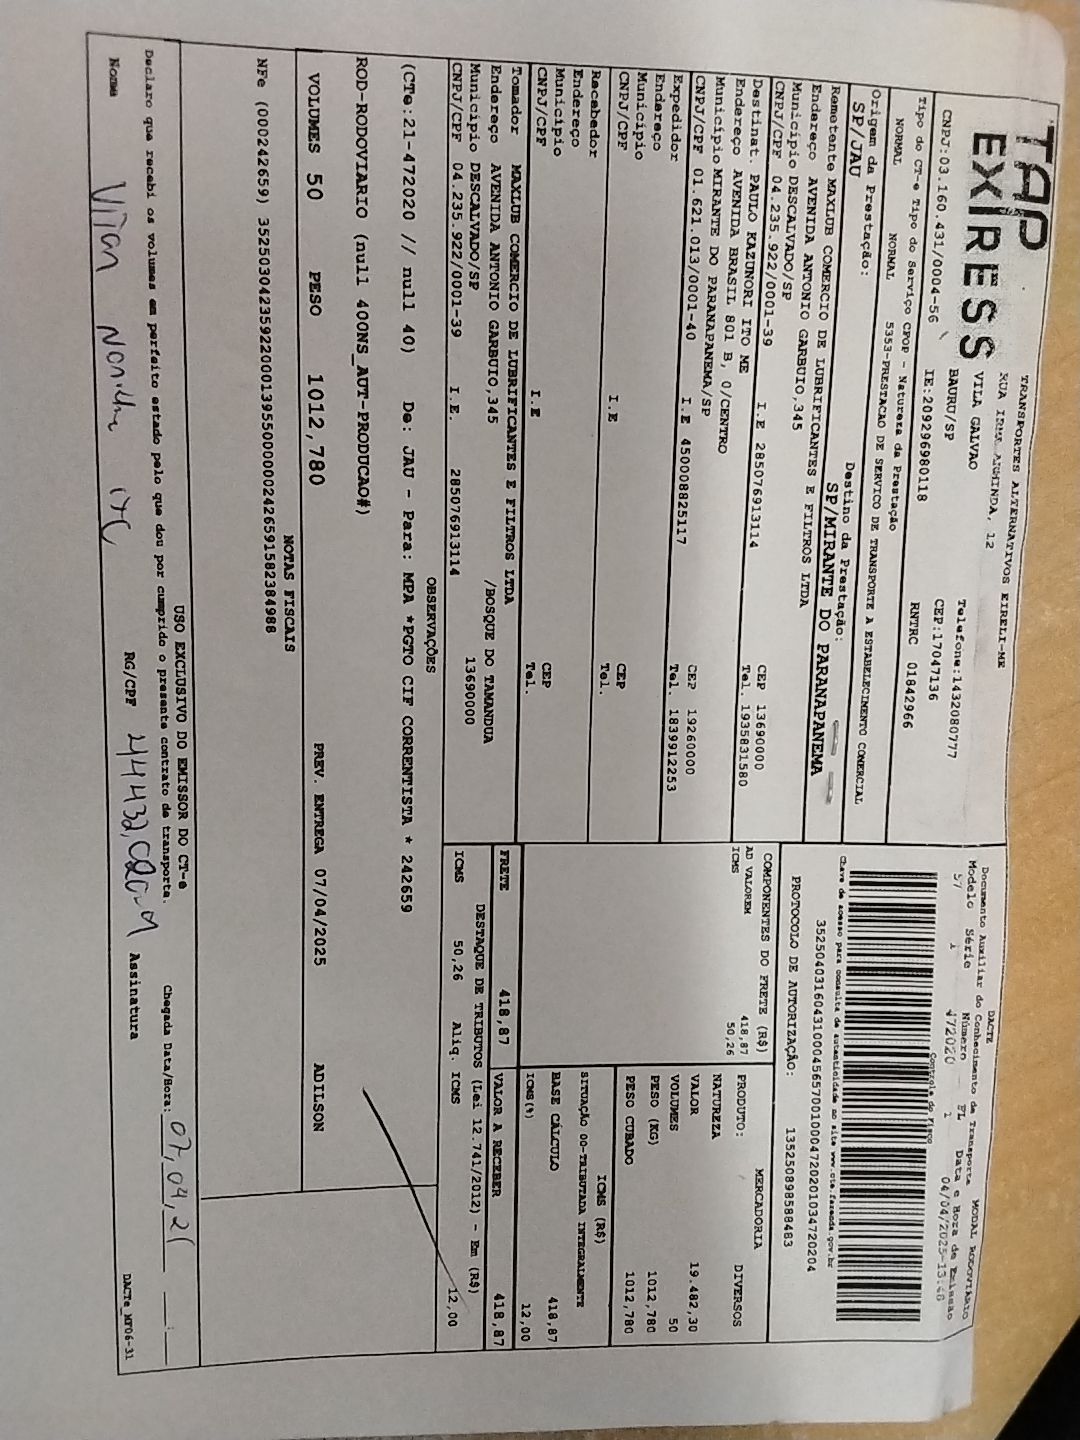 TAP
EXPRESS
TRANSPORTES ALTERNATIVOS EIRELI-ME
RUA IRMA ARMINDA, 12
VILA GALVAO
BAURU/SP
Telefone:1432080777
CEP:17047136
CNPJ:03.160.431/0004-56 IE:209296980118 RNTRC 01842966
Tipo do CT-e Tipo do Serviço CFOP - Natureza da Prestação
NORMAL NORMAL 5353-PRESTACAO DE SERVICO DE TRANSPORTE A ESTABELECIMENTO COMERCIAL
Origem da Prestação: Destino da Prestação:
SP/JAU SP/MIRANTE DO PARANAPANEMA
Remetente MAXLUB COMERCIO DE LUBRIFICANTES E FILTROS LTDA
Endereço AVENIDA ANTONIO GARBUIO,345
Município DESCALVADO/SP CEP 13690000
CNPJ/CPF 04.235.922/0001-39 I.E 285076913114 Tel. 1935831580
Destinat. PAULO KAZUNORI ITO ME
Endereço AVENIDA BRASIL 801 B, 0/CENTRO
Município MIRANTE DO PARANAPANEMA/SP CEP 19260000
CNPJ/CPF 01.621.013/0001-40 I.E 450008825117 Tel. 1839912253
Expedidor
Endereço
Município CEP
CNPJ/CPF I.E Tel.
Recebedor
Endereço
Município CEP
CNPJ/CPF I.E Tel.
Tomador MAXLUB COMERCIO DE LUBRIFICANTES E FILTROS LTDA
Endereço AVENIDA ANTONIO GARBUIO,345 /BOSQUE DO TAMANDUA
Município DESCALVADO/SP 13690000
CNPJ/CPF 04.235.922/0001-39 I.E. 285076913114
DACTE
Documento Auxiliar do Conhecimento de Transporte MODAL RODOVIARIO
Modelo Série Número FL Data e Hora de Emissão
57 1 472020 1 04/04/2025-13:46
Controle do Fisco
Chave de acesso para consulta de autenticidade no site www.cte.fazenda.gov.br
35250403160431000456570010004720201034720204
PROTOCOLO DE AUTORIZAÇÃO: 135250898588483
COMPONENTES DO FRETE (R$)
AD VALOREM 418,87
ICMS 50,26
PRODUTO: MERCADORIA
NATUREZA DIVERSOS
VALOR 19.482,30
VOLUMES 50
PESO (KG) 1012,780
PESO CUBADO 1012,780
ICMS (R$)
SITUAÇÃO 00-TRIBUTADA INTEGRALMENTE
BASE CÁLCULO 418,87
ICMS(%) 12,00
FRETE 418,87 VALOR A RECEBER 418,87
DESTAQUE DE TRIBUTOS (Lei 12.741/2012) - Em (R$)
ICMS 50,26 Aliq. ICMS 12,00
OBSERVAÇÕES
(CTe:.21-472020 // null 40) De: JAU - Para: MPA *PGTO CIF CORRENTISTA * 242659
ROD-RODOVIARIO (null 400NS_AUT-PRODUCAO#)
VOLUMES 50 PESO 1012,780 PREV. ENTREGA 07/04/2025 ADILSON
NOTAS FISCAIS
NFe (000242659) 35250304235922000139550000002426591582384988
USO EXCLUSIVO DO EMISSOR DO CT-e
Declaro que recebi os volumes em perfeito estado pelo que dou por cumprido o presente contrato de transporte. Chegada Data/Hora: 07,04,25 :
Nome RG/CPF Assinatura
DACTe_MF06-31